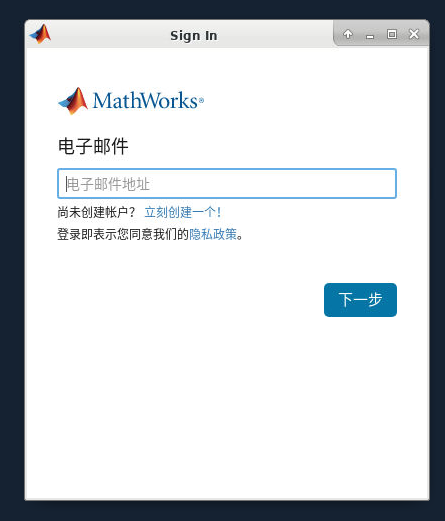 Sign In
MathWorks®
电子邮件
电子邮件地址
尚未创建帐户？ 立刻创建一个!
登录即表示您同意我们的隐私政策。
下一步